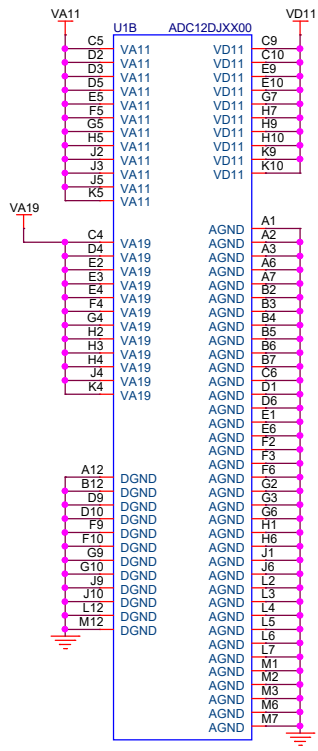 VA11
VD11
U1B ADC12DJXX00
C5 VA11
D2 VA11
D3 VA11
D5 VA11
E5 VA11
F5 VA11
G5 VA11
H5 VA11
J2 VA11
J3 VA11
J5 VA11
K5 VA11
VA19
C4 VA19
D4 VA19
E2 VA19
E3 VA19
E4 VA19
F4 VA19
G4 VA19
H2 VA19
H3 VA19
H4 VA19
J4 VA19
K4 VA19
A12 DGND
B12 DGND
D9 DGND
D10 DGND
F9 DGND
F10 DGND
G9 DGND
G10 DGND
J9 DGND
J10 DGND
L12 DGND
M12 DGND
VD11 C9
VD11 C10
VD11 E9
VD11 E10
VD11 G7
VD11 H7
VD11 H9
VD11 H10
VD11 K9
VD11 K10
AGND A1
AGND A2
AGND A3
AGND A6
AGND A7
AGND B2
AGND B3
AGND B4
AGND B5
AGND B6
AGND B7
AGND C6
AGND D1
AGND D6
AGND E1
AGND E6
AGND F2
AGND F3
AGND F6
AGND G2
AGND G3
AGND G6
AGND H1
AGND H6
AGND J1
AGND J6
AGND L2
AGND L3
AGND L4
AGND L5
AGND L6
AGND L7
AGND M1
AGND M2
AGND M3
AGND M6
AGND M7